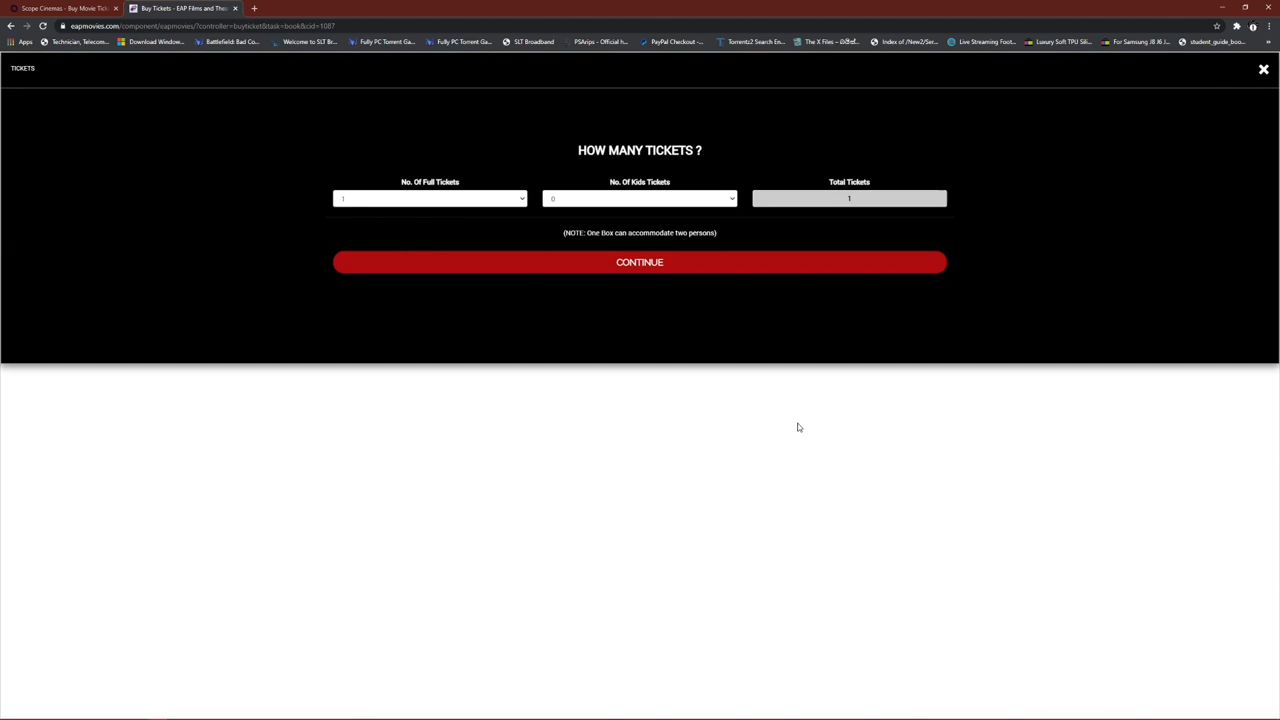 Scope Cinemas - Buy Movie Tick
Buy Tickets - EAP Films and Thea
eapmovies.com/component/eapmovies/?controller=buyticket&task=book&cid=1087
Apps
Technician, Telecom...
Download Window...
Battlefield: Bad Co...
Welcome to SLT Br...
Fully PC Torrent Ga...
Fully PC Torrent Ga...
SLT Broadband
PSArips - Official h...
PayPal Checkout -...
Torrentz2 Search En...
The X Files –
Index of /New2/Ser...
Live Streaming Foot...
Luxury Soft TPU Sili...
For Samsung J8 J6 J...
student_guide_boo...
»
TICKETS
HOW MANY TICKETS ?
No. Of Full Tickets
No. Of Kids Tickets
Total Tickets
1
0
1
(NOTE: One Box can accommodate two persons)
CONTINUE